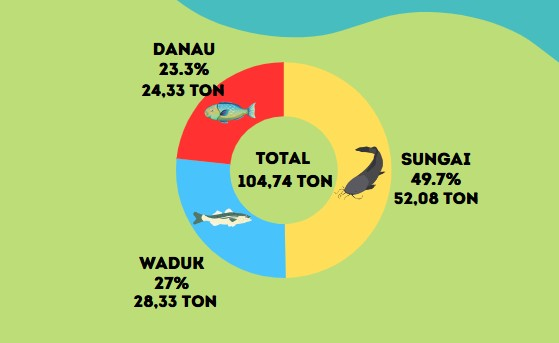 DANAU
23.3%
24,33 TON
TOTAL
104,74 TON
SUNGAI
49.7%
52,08 TON
WADUK
27%
28,33 TON